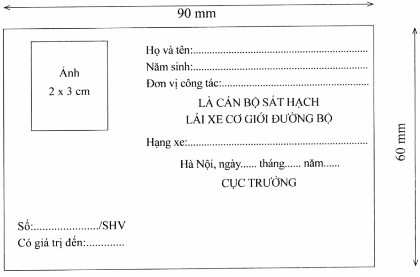 90 mm
Ảnh
2 x 3 cm
Họ và tên:......................................................
Năm sinh:......................................................
Đơn vị công tác:.............................................
LÀ CÁN BỘ SÁT HẠCH
LÁI XE CƠ GIỚI ĐƯỜNG BỘ
Hạng xe:........................................................
Hà Nội, ngày...... tháng...... năm......
CỤC TRƯỞNG
Số:......................./SHV
Có giá trị đến:.............
60 mm